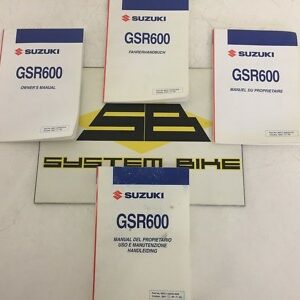 SUZUKI
GSR600
OWNER'S MANUAL
SUZUKI
GSR600
FAHRERHANDBUCH
SUZUKI
GSR600
MANUEL DU PROPRIETAIRE
SB
SYSTEM BIKE
SUZUKI
GSR600
MANUAL DEL PROPIETARIO
USO E MANUTENZIONE
HANDLEIDING